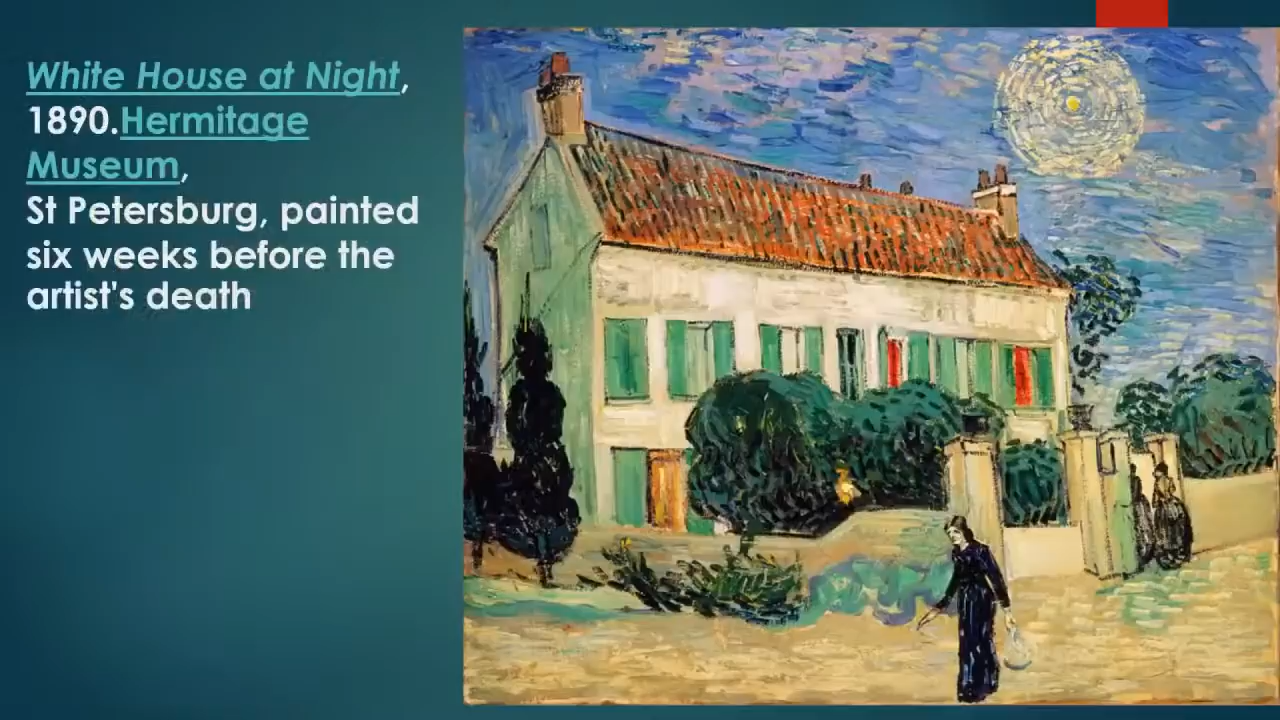 White House at Night,
1890.Hermitage
Museum,
St Petersburg, painted
six weeks before the
artist's death